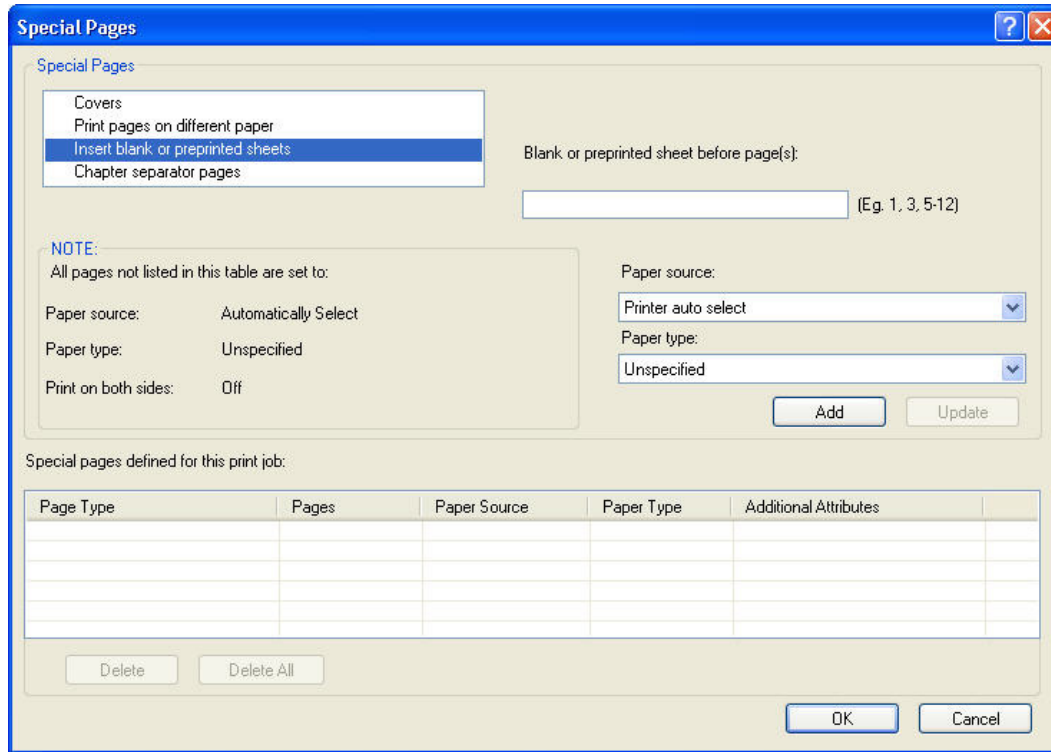 Special Pages
Special Pages
Covers
Print pages on different paper
Insert blank or preprinted sheets
Chapter separator pages
Blank or preprinted sheet before page(s):
(Eg. 1, 3, 5-12)
NOTE:
All pages not listed in this table are set to:
Paper source: Automatically Select
Paper type: Unspecified
Print on both sides: Off
Paper source:
Printer auto select
Paper type:
Unspecified
Add Update
Special pages defined for this print job:
Page Type Pages Paper Source Paper Type Additional Attributes
Delete Delete All
OK Cancel